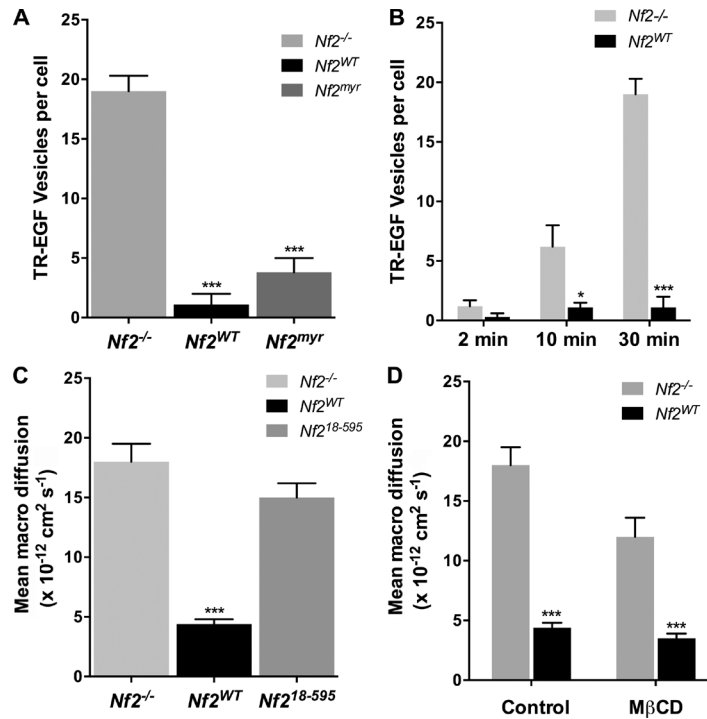 A
TR-EGF Vesicles per cell
25
20
15
10
5
0
Nf2-/-
Nf2WT
Nf2myr
***
***
Nf2-/-
Nf2WT
Nf2myr
B
TR-EGF Vesicles per cell
25
20
15
10
5
0
Nf2-/-
Nf2WT
*
***
2 min
10 min
30 min
C
Mean macro diffusion
(x 10-12 cm2 s-1)
25
20
15
10
5
0
Nf2-/-
Nf2WT
Nf218-595
***
Nf2-/-
Nf2WT
Nf218-595
D
Mean macro diffusion
(x 10-12 cm2 s-1)
25
20
15
10
5
0
Nf2-/-
Nf2WT
***
***
Control
MβCD